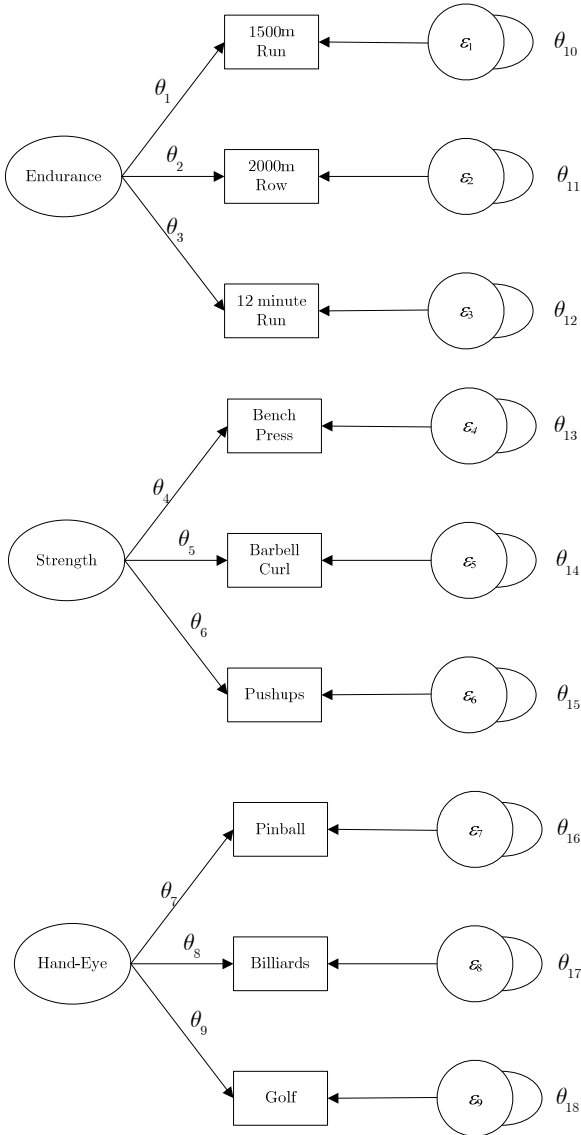 1500m
Run
ε₁
θ₁₀
θ₁
Endurance
θ₂
2000m
Row
ε₂
θ₁₁
θ₃
12 minute
Run
ε₃
θ₁₂
Bench
Press
ε₄
θ₁₃
θ₄
Strength
θ₅
Barbell
Curl
ε₅
θ₁₄
θ₆
Pushups
ε₆
θ₁₅
Pinball
ε₇
θ₁₆
θ₇
Hand-Eye
θ₈
Billiards
ε₈
θ₁₇
θ₉
Golf
ε₉
θ₁₈